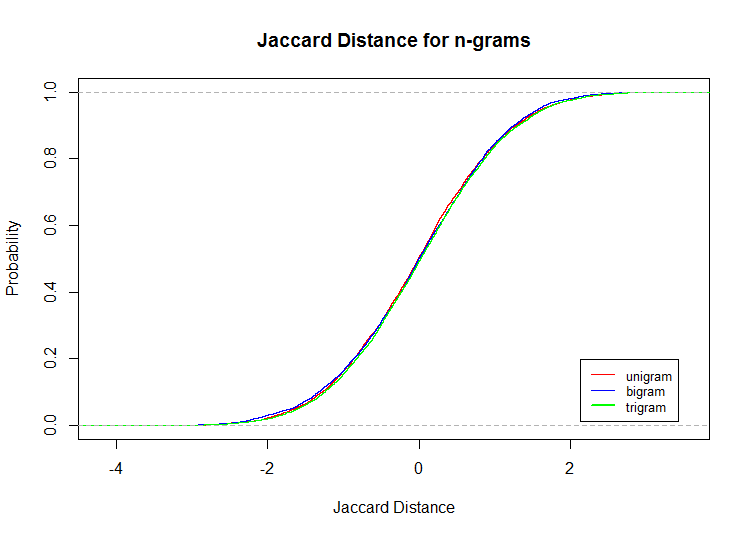 Jaccard Distance for n-grams
1.0
0.8
0.6
0.4
0.2
0.0
Probability
unigram
bigram
trigram
-4
-2
0
2
Jaccard Distance